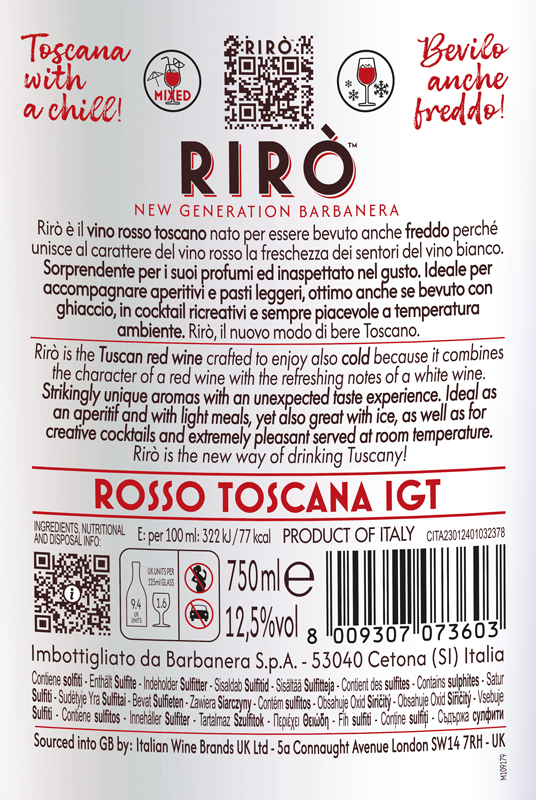 Toscana
with
a chill!
MIXED
RIRÒ
Bevilo
anche
freddo!
RIRÒ™
NEW GENERATION BARBANERA
Rirò è il vino rosso toscano nato per essere bevuto anche freddo perché
unisce al carattere del vino rosso la freschezza dei sentori del vino bianco.
Sorprendente per i suoi profumi ed inaspettato nel gusto. Ideale per
accompagnare aperitivi e pasti leggeri, ottimo anche se bevuto con
ghiaccio, in cocktail ricreativi e sempre piacevole a temperatura
ambiente. Rirò, il nuovo modo di bere Toscano.
Rirò is the Tuscan red wine crafted to enjoy also cold because it combines
the character of a red wine with the refreshing notes of a white wine.
Strikingly unique aromas with an unexpected taste experience. Ideal as
an aperitif and with light meals, yet also great with ice, as well as for
creative cocktails and extremely pleasant served at room temperature.
Rirò is the new way of drinking Tuscany!
ROSSO TOSCANA IGT
INGREDIENTS, NUTRITIONAL
AND DISPOSAL INFO:
E: per 100 ml: 322 kJ/77 kcal
PRODUCT OF ITALY
CITA23012401032378
i
UK UNITS PER
125ml GLASS
9.4
UK
UNITS
1.6
750ml e
12,5%vol
8 009307 073603
Imbottigliato da Barbanera S.p.A. - 53040 Cetona (SI) Italia
Contiene solfiti - Enthält Sulfite - Indeholder Sulfitter - Sisaldab Sulfitid - Sisältää Sulfitteja - Contient des sulfites - Contains sulphites - Satur
Sulfīti - Sudėtyje Yra Sulfitai - Bevat Sulfieten - Zawiera Siarczyny - Contém sulfitos - Obsahuje Oxid Siričitý - Obsahuje Oxid Siřičitý - Vsebuje
Sulfiti - Contiene sulfitos - Innehåller Sulfiter - Tartalmaz Szulfitok - Περιέχει Θειώδη - Fih sulfiti - Conţine sulfiţi - Съдържа сулфити
Sourced into GB by: Italian Wine Brands UK Ltd - 5a Connaught Avenue London SW14 7RH - UK
M109179